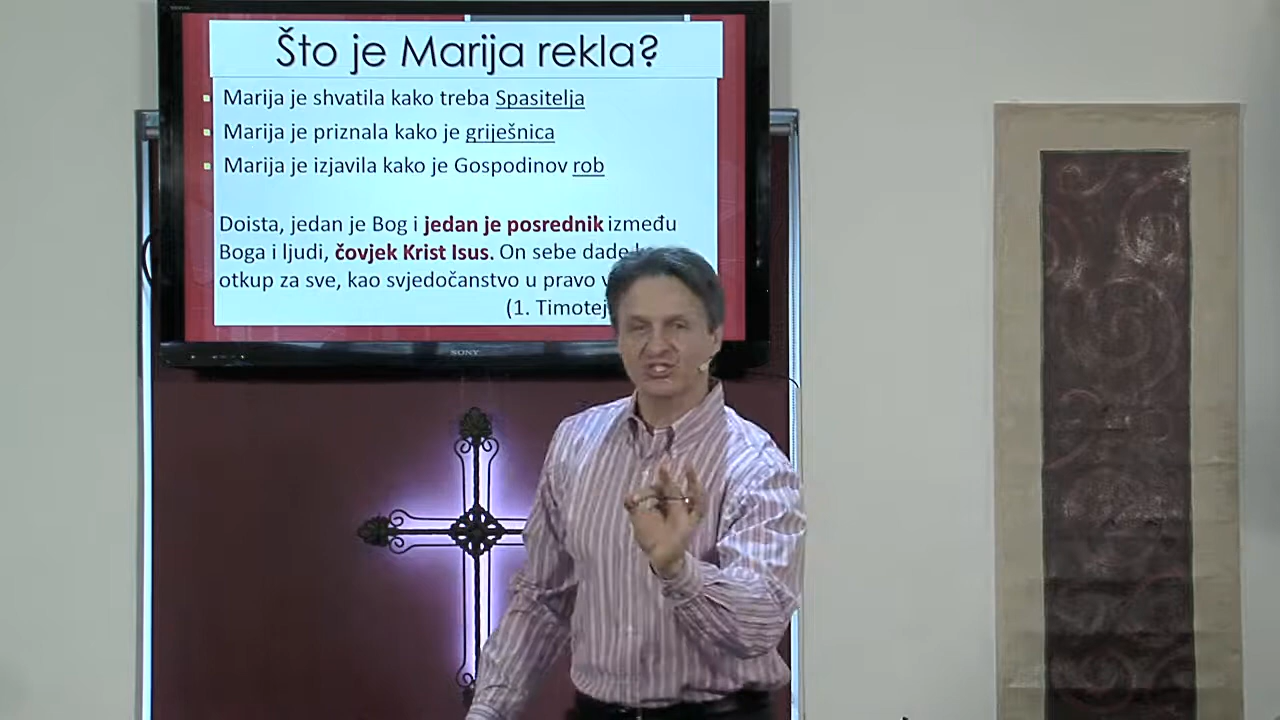 Što je Marija rekla?
Marija je shvatila kako treba Spasitelja
Marija je priznala kako je griješnica
Marija je izjavila kako je Gospodinov rob
Doista, jedan je Bog i jedan je posrednik između
Boga i ljudi, čovjek Krist Isus. On sebe dade
otkup za sve, kao svjedočanstvo u pravo
(1. Timotej
SONY